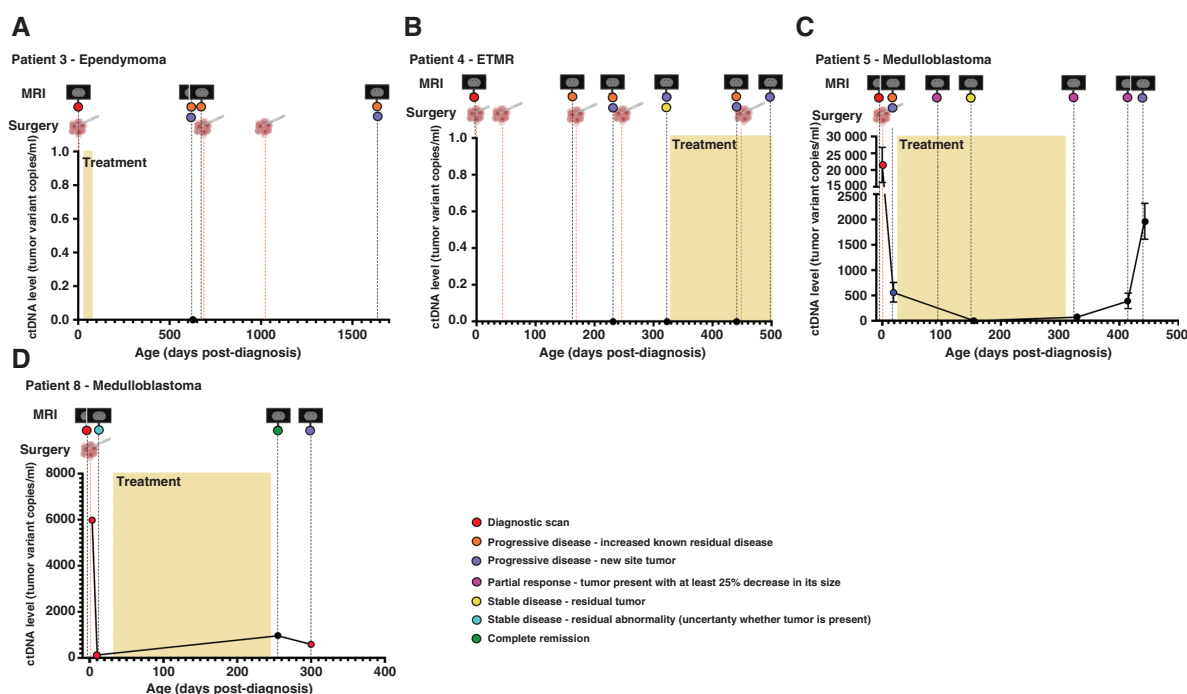 A
Patient 3 - Ependymoma
MRI
Surgery
1.0
0.8
0.6
0.4
0.2
0.0
ctDNA level (tumor variant copies/ml)
Treatment
0
500
1000
1500
Age (days post-diagnosis)
B
Patient 4 - ETMR
MRI
Surgery
1.0
0.8
0.6
0.4
0.2
0.0
ctDNA level (tumor variant copies/ml)
Treatment
0
100
200
300
400
500
Age (days post-diagnosis)
C
Patient 5 - Medulloblastoma
MRI
Surgery
30 000
25 000
20 000
15 000
2500
2000
1500
1000
500
0
ctDNA level (tumor variant copies/ml)
Treatment
0
100
200
300
400
500
Age (days post-diagnosis)
D
Patient 8 - Medulloblastoma
MRI
Surgery
8000
6000
4000
2000
0
ctDNA level (tumor variant copies/ml)
Treatment
0
100
200
300
400
Age (days post-diagnosis)
Diagnostic scan
Progressive disease - increased known residual disease
Progressive disease - new site tumor
Partial response - tumor present with at least 25% decrease in its size
Stable disease - residual tumor
Stable disease - residual abnormality (uncertanty whether tumor is present)
Complete remission